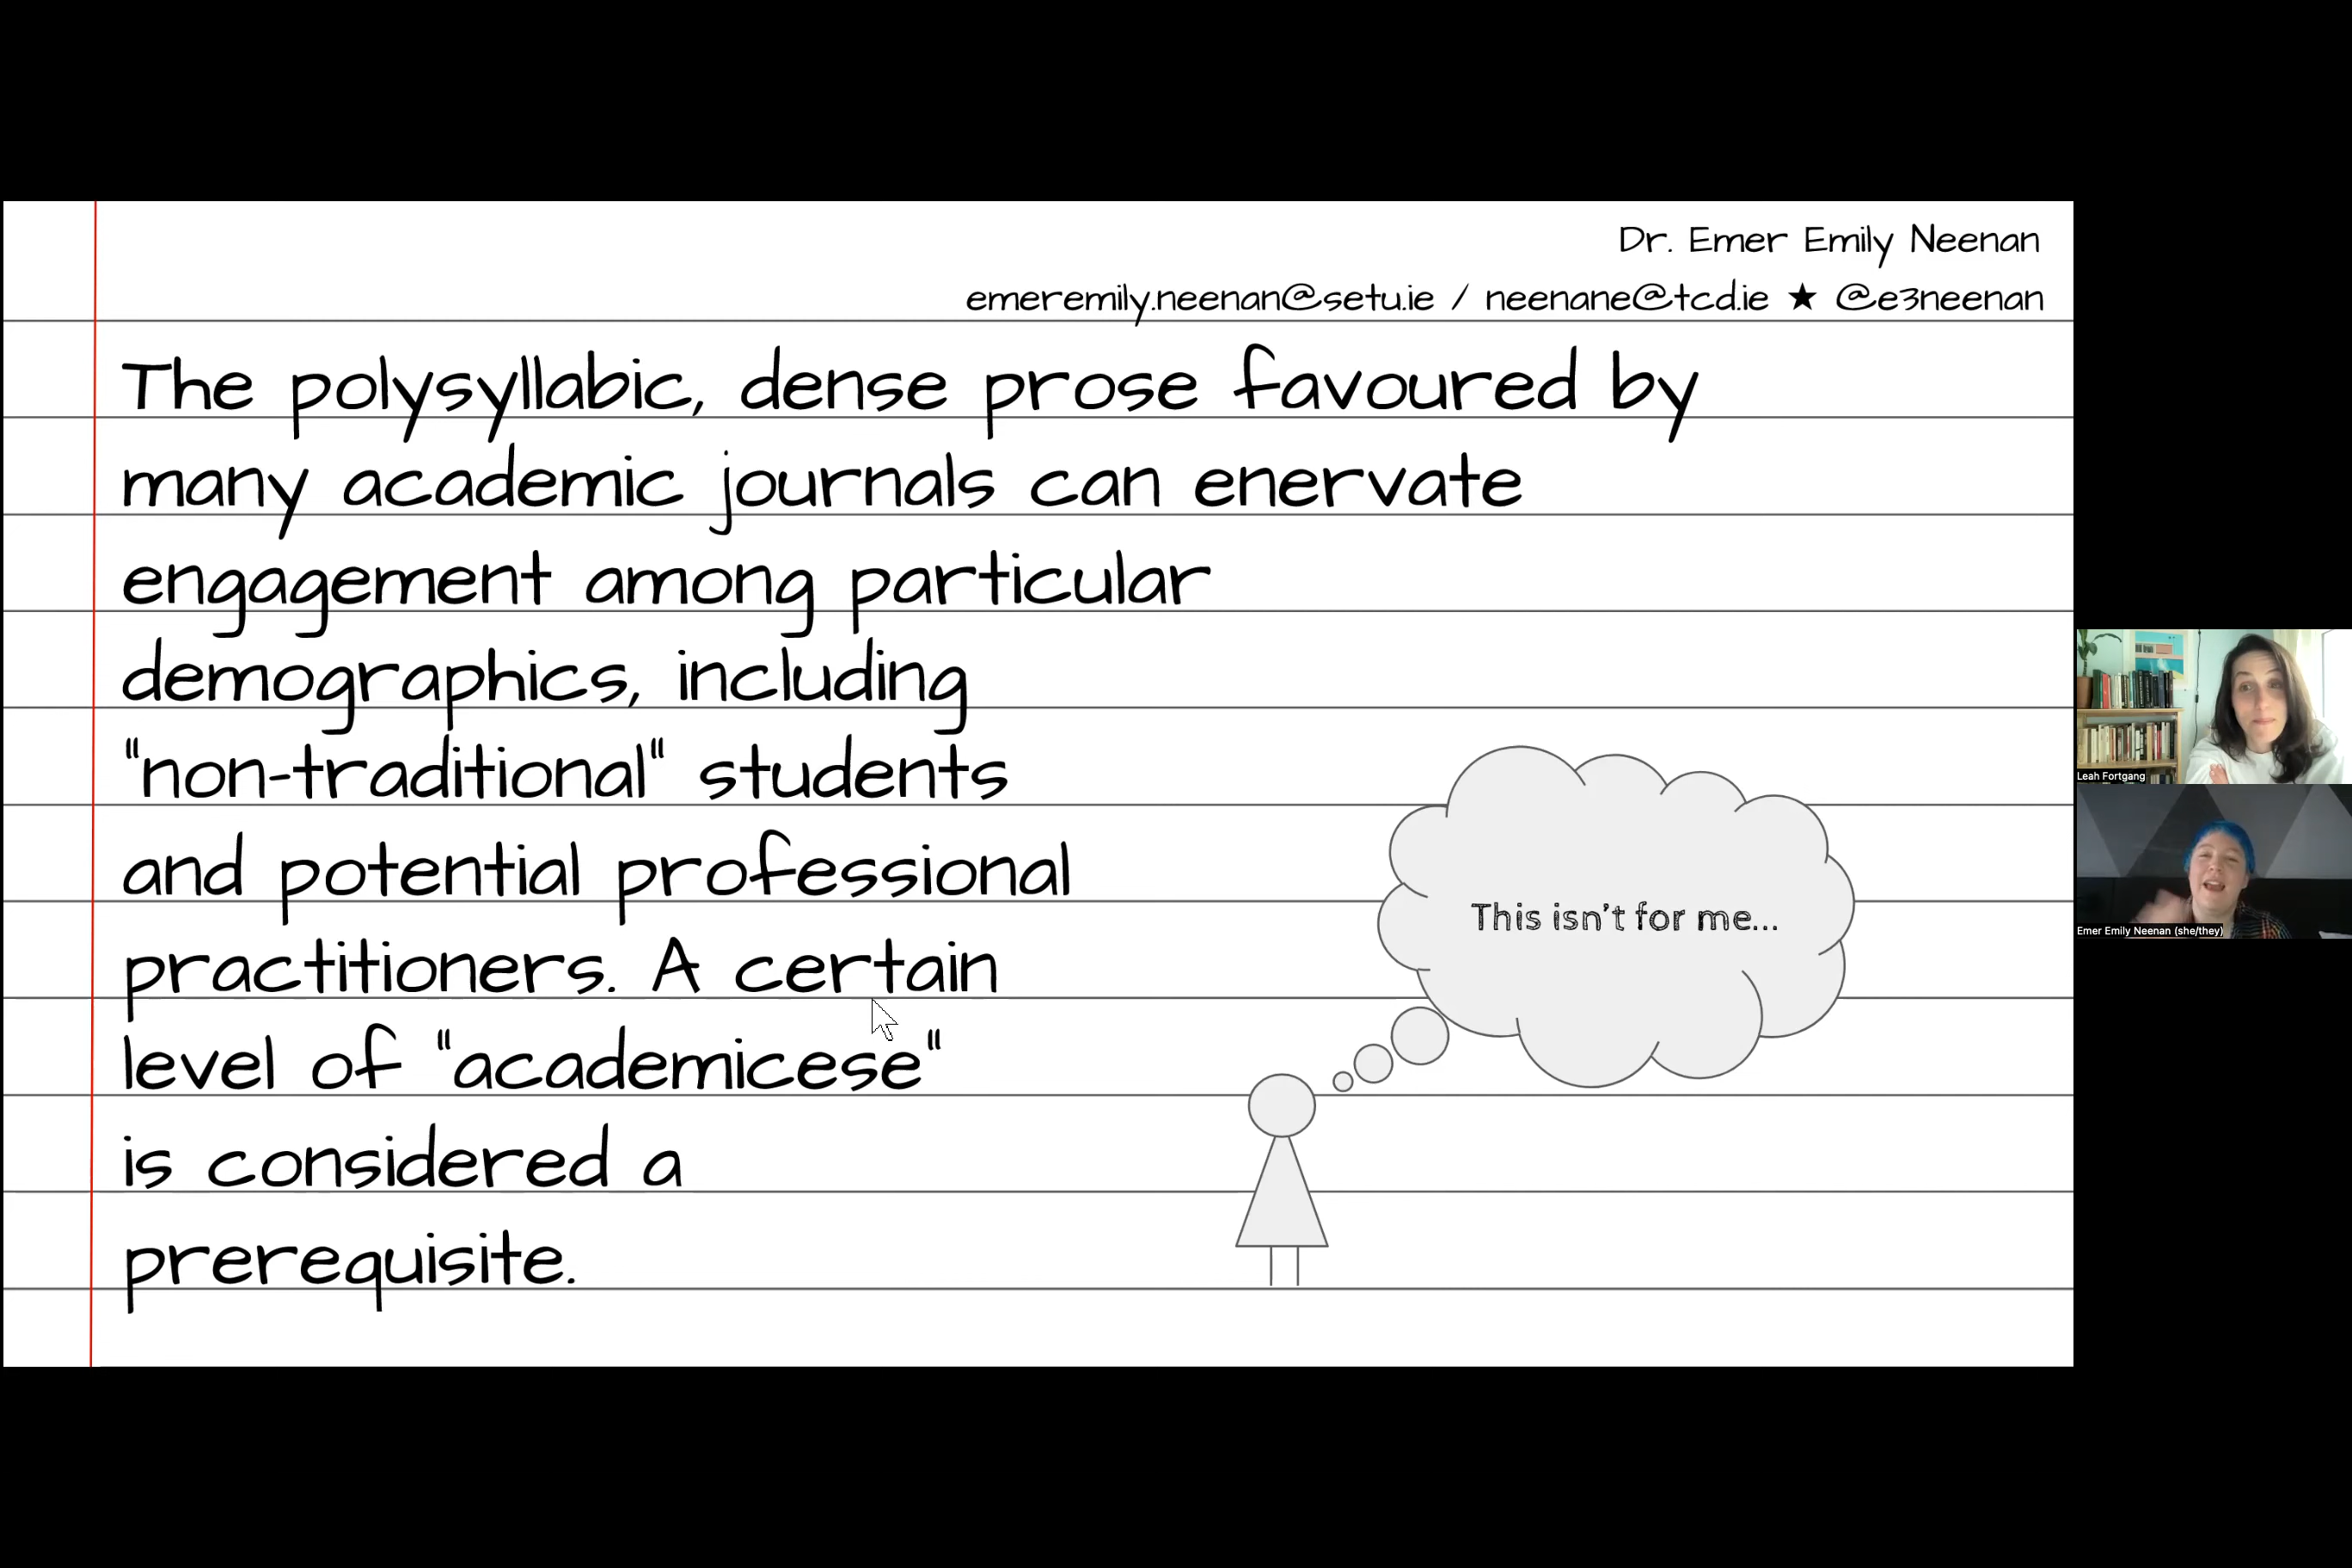 Dr. Emer Emily Neenan
emeremily.neenan@setu.ie / neenane@tcd.ie ★ @e3neenan
The polysyllabic, dense prose favoured by
many academic journals can enervate
engagement among particular
demographics, including
"non-traditional" students
and potential professional
practitioners. A certain
level of "academicese"
is considered a
prerequisite.
This isn't for me...
Leah Fortgang
Emer Emily Neenan (she/they)